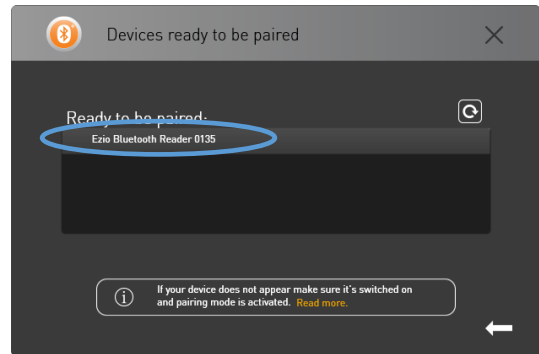 Devices ready to be paired
Ready to be paired:
Ezio Bluetooth Reader 0135
If your device does not appear make sure it's switched on
and pairing mode is activated. Read more.